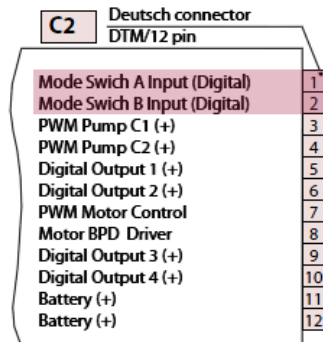 C2 Deutsch connector
DTM/12 pin
Mode Swich A Input (Digital) 1
Mode Swich B Input (Digital) 2
PWM Pump C1 (+) 3
PWM Pump C2 (+) 4
Digital Output 1 (+) 5
Digital Output 2 (+) 6
PWM Motor Control 7
Motor BPD Driver 8
Digital Output 3 (+) 9
Digital Output 4 (+) 10
Battery (+) 11
Battery (+) 12